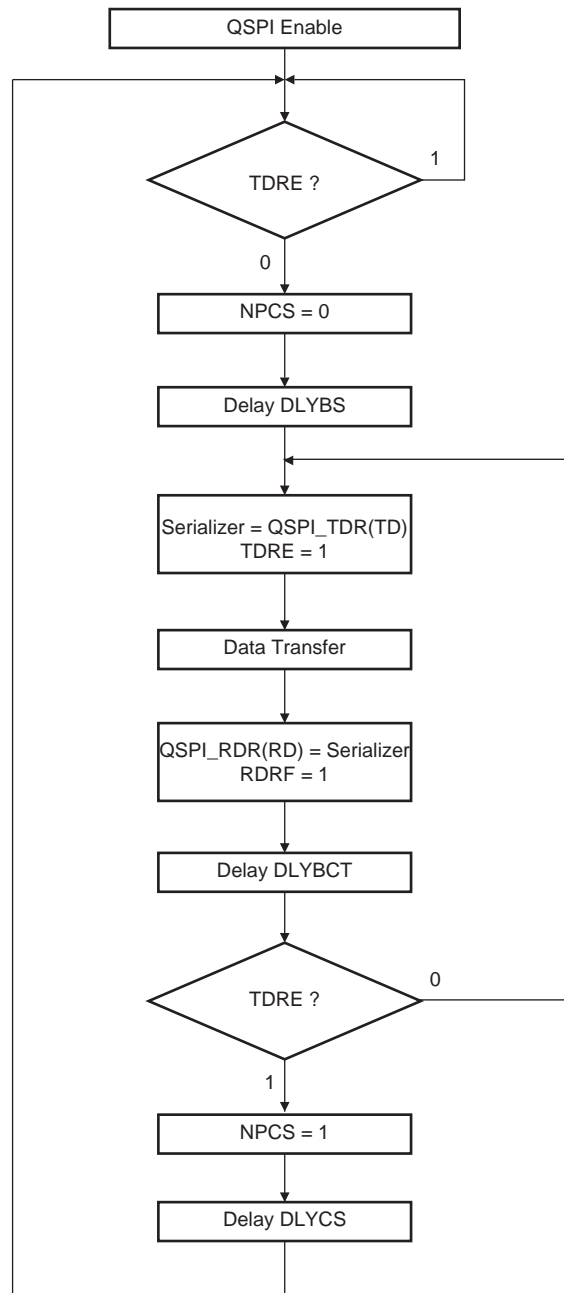 QSPI Enable
TDRE ?
1
0
NPCS = 0
Delay DLYBS
Serializer = QSPI_TDR(TD)
TDRE = 1
Data Transfer
QSPI_RDR(RD) = Serializer
RDRF = 1
Delay DLYBCT
TDRE ?
0
1
NPCS = 1
Delay DLYCS